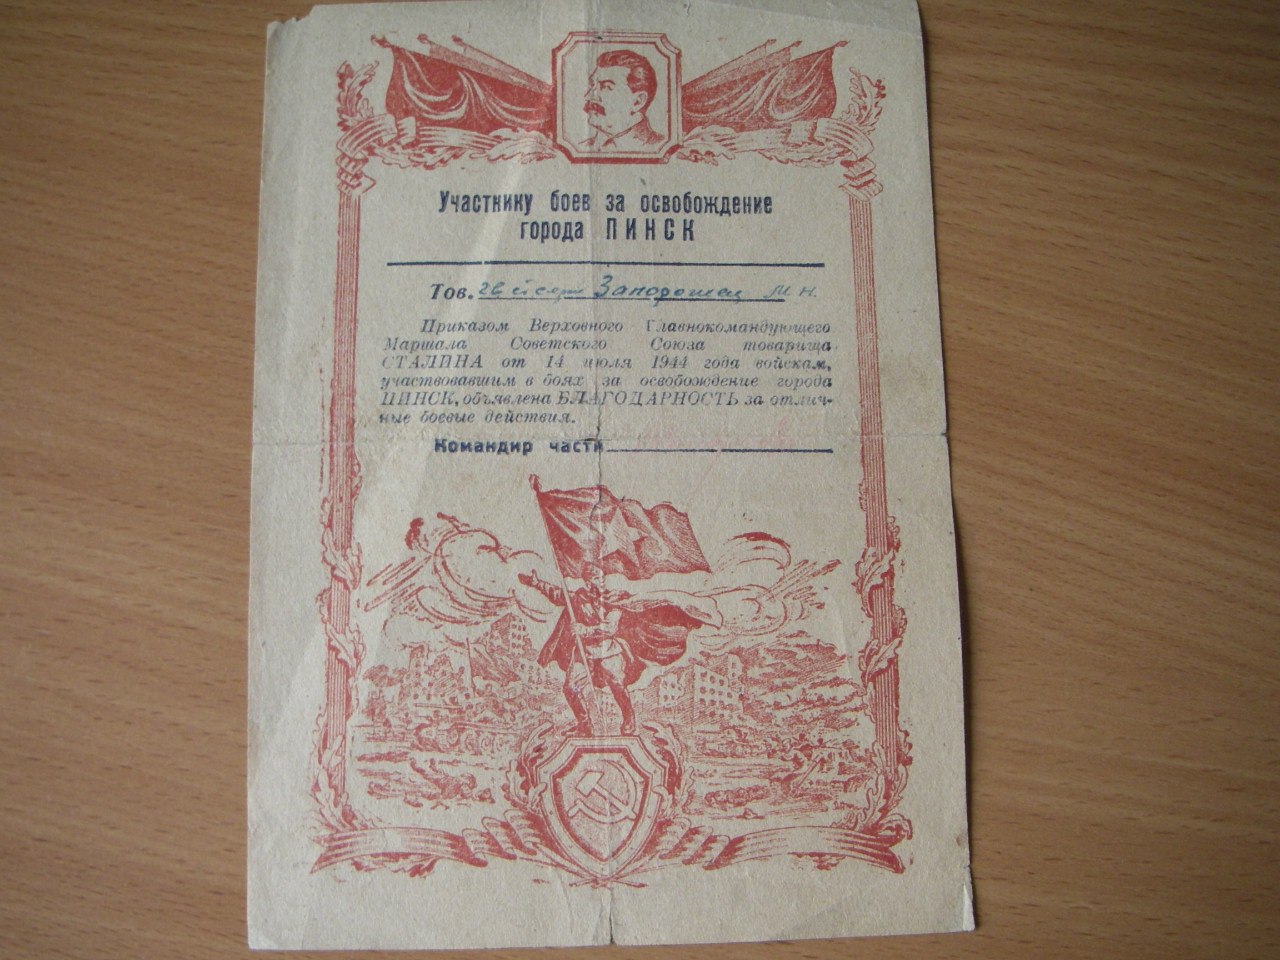 Участнику боев за освобождение
города ПИНСК
Тов. Запорожец М Н.
Приказом Верховного Главнокомандующего
Маршала Советского Союза товарища
СТАЛИНА от 14 июля 1944 года войскам,
участвовавшим в боях за освобождение города
ПИНСК, объявлена БЛАГОДАРНОСТЬ за отлич-
ные боевые действия.
Командир части